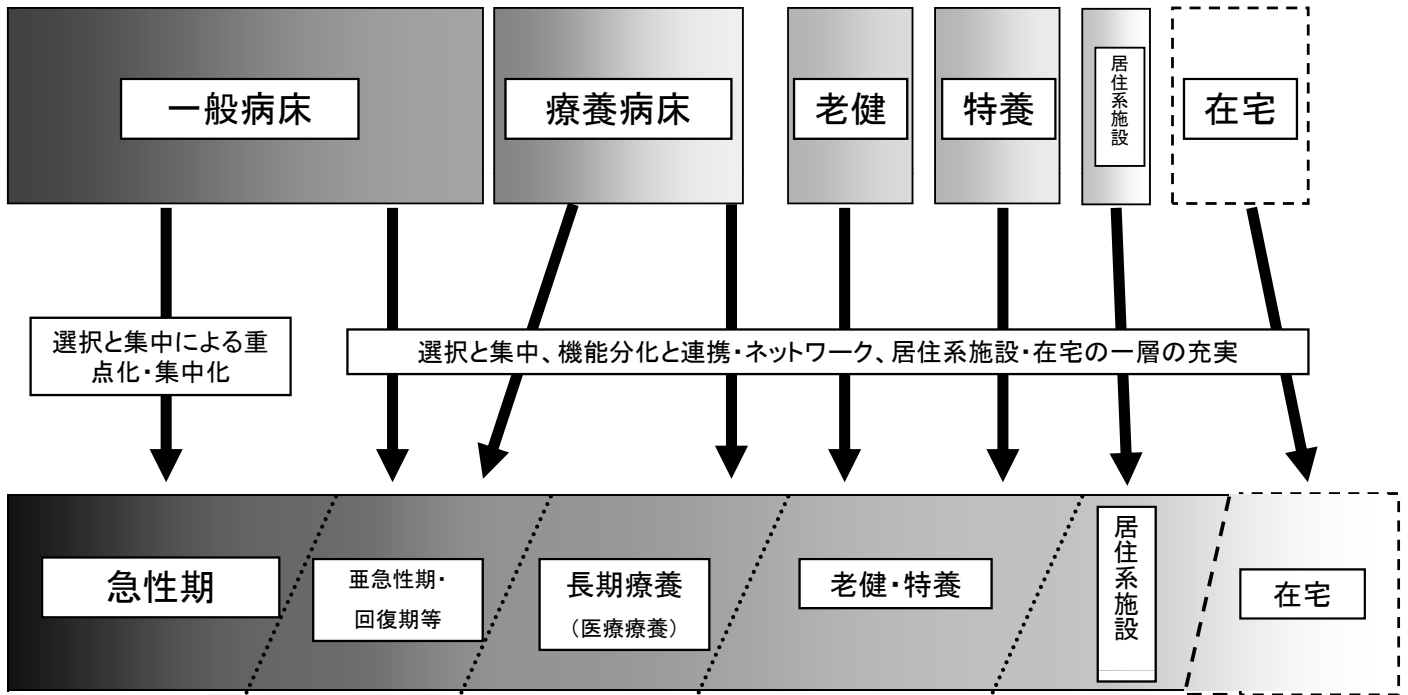 一般病床
療養病床
老健
特養
居住系施設
在宅
選択と集中による重
点化・集中化
選択と集中、機能分化と連携・ネットワーク、居住系施設・在宅の一層の充実
急性期
亜急性期・
回復期等
長期療養
（医療療養）
老健・特養
居住系施設
在宅